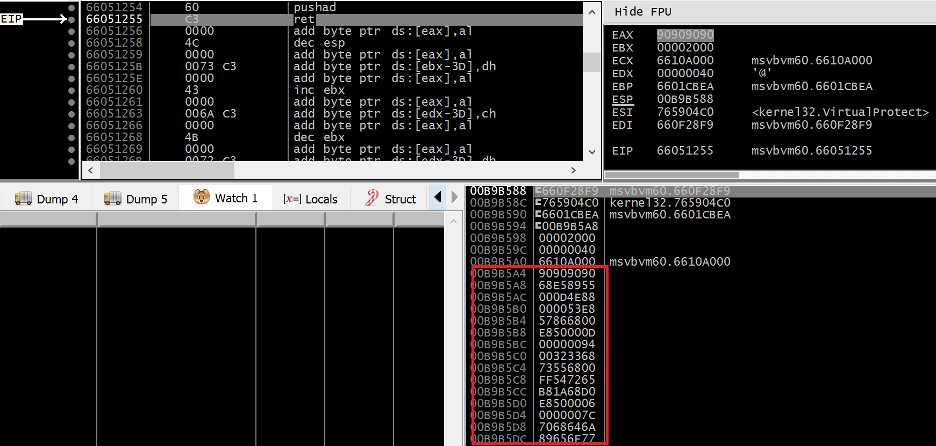 Hide FPU
EIP
66051254 60 pushad
66051255 C3 ret
66051256 0000 add byte ptr ds:[eax],al
66051258 4C dec esp
66051259 0000 add byte ptr ds:[eax],al
6605125B 0073 C3 add byte ptr ds:[ebx-3D],dh
6605125E 0000 add byte ptr ds:[eax],al
66051260 43 inc ebx
66051261 0000 add byte ptr ds:[eax],al
66051263 006A C3 add byte ptr ds:[edx-3D],ch
66051266 0000 add byte ptr ds:[eax],al
66051268 4B dec ebx
66051269 0000 add byte ptr ds:[eax],al
6605126B 0072 C3 add byte ptr ds:[edx-3D],dh
EAX 90909090
EBX 00002000
ECX 6610A000 msvbvm60.6610A000
EDX 00000040 '@'
EBP 6601CBEA msvbvm60.6601CBEA
ESP 00B9B588
ESI 765904C0 <kernel32.VirtualProtect>
EDI 660F28F9 msvbvm60.660F28F9
EIP 66051255 msvbvm60.66051255
Dump 4 Dump 5 Watch 1 [x=] Locals Struct
00B9B588 660F28F9 msvbvm60.660F28F9
00B9B58C 765904C0 kernel32.765904C0
00B9B590 6601CBEA msvbvm60.6601CBEA
00B9B594 00B9B5A8
00B9B598 00002000
00B9B59C 00000040
00B9B5A0 6610A000 msvbvm60.6610A000
00B9B5A4 90909090
00B9B5A8 68E58955
00B9B5AC 000D4E88
00B9B5B0 000053E8
00B9B5B4 57866800
00B9B5B8 E850000D
00B9B5BC 00000094
00B9B5C0 00323368
00B9B5C4 73556800
00B9B5C8 FF547265
00B9B5CC B81A68D0
00B9B5D0 E8500006
00B9B5D4 0000007C
00B9B5D8 7068646A
00B9B5DC 89656E77